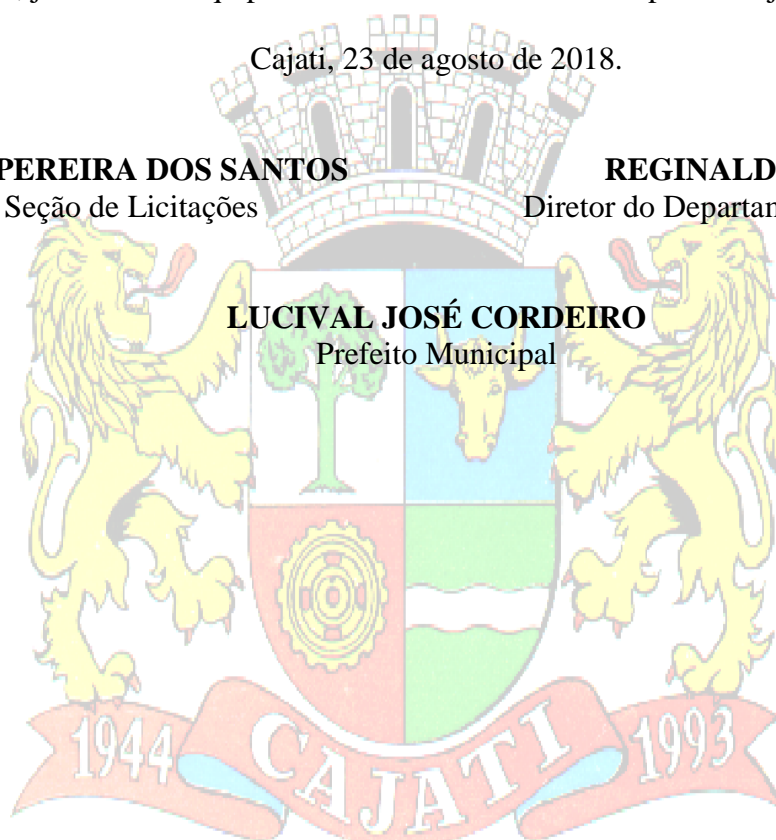 Cajati, 23 de agosto de 2018.
PEREIRA DOS SANTOS REGINALD
Seção de Licitações Diretor do Departam
LUCIVAL JOSÉ CORDEIRO
Prefeito Municipal
1944 CAJATI 1993